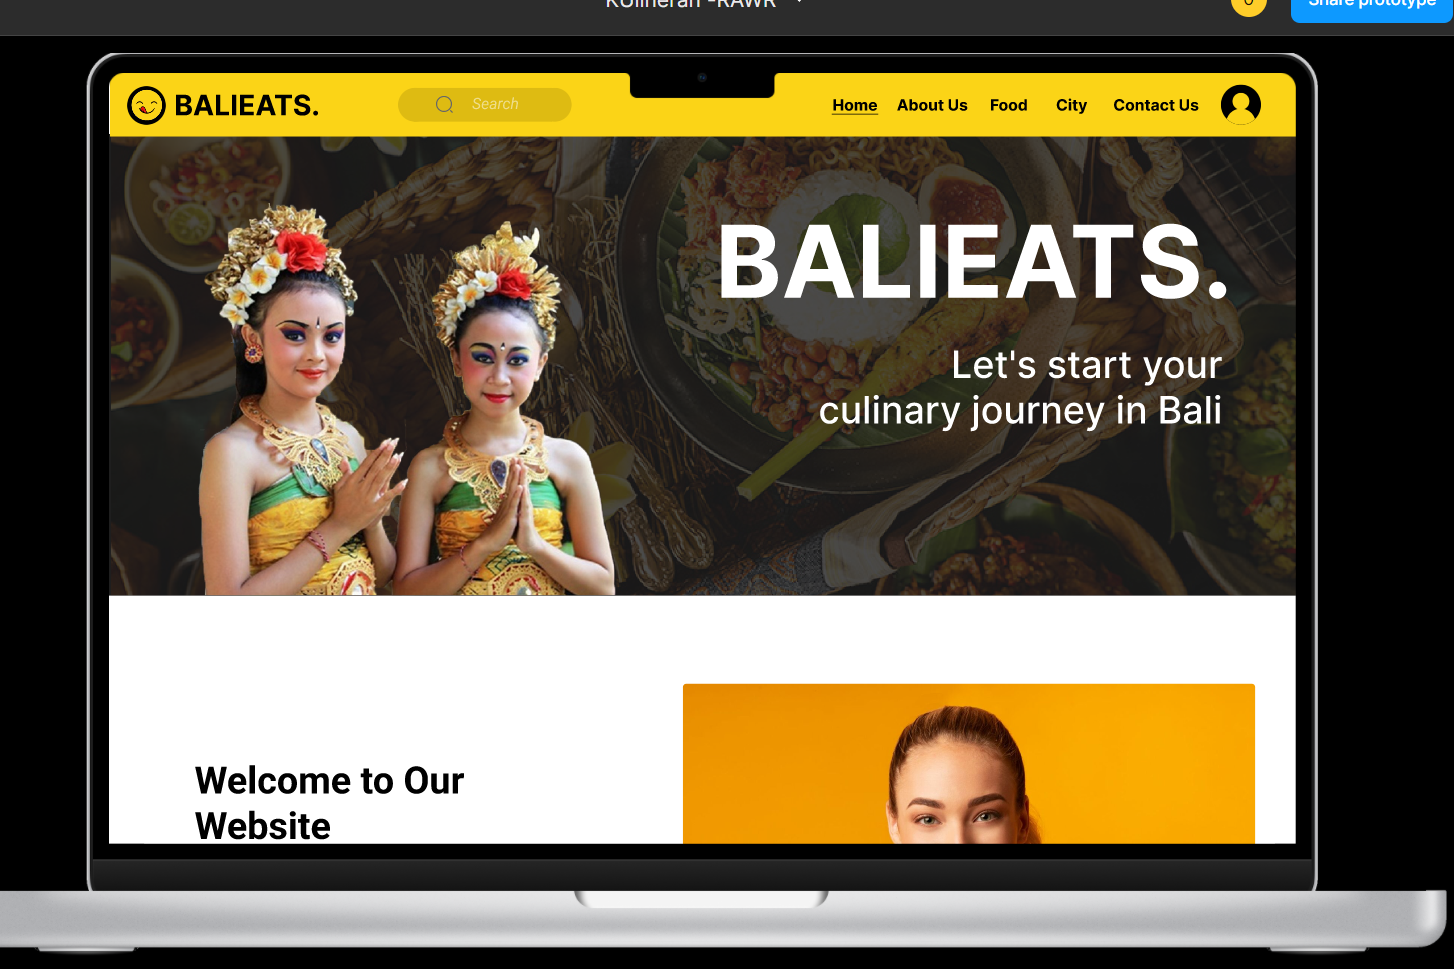 KUlineran -RAWR
Share prototype
BALIEATS.
Search
Home
About Us
Food
City
Contact Us
BALIEATS.
Let's start your
culinary journey in Bali
Welcome to Our
Website